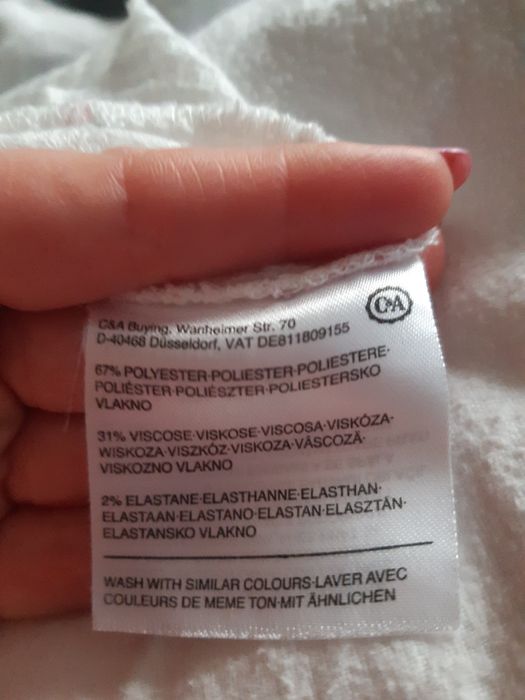 C&A
C&A Buying, Wanheimer Str. 70
D-40468 Düsseldorf, VAT DE811809155
67% POLYESTER·POLIESTER·POLIESTERE·
POLIÉSTER·POLIÉSZTER·POLIESTERSKO
VLAKNO
31% VISCOSE·VISKOSE·VISCOSA·VISKÓZA·
WISKOZA·VISZKÓZ·VISKOZA·VÂSCOZĂ·
VISKOZNO VLAKNO
2% ELASTANE·ELASTHANNE·ELASTHAN·
ELASTAAN·ELASTANO·ELASTAN·ELASZTÁN·
ELASTANSKO VLAKNO
WASH WITH SIMILAR COLOURS·LAVER AVEC
COULEURS DE MEME TON·MIT ÄHNLICHEN